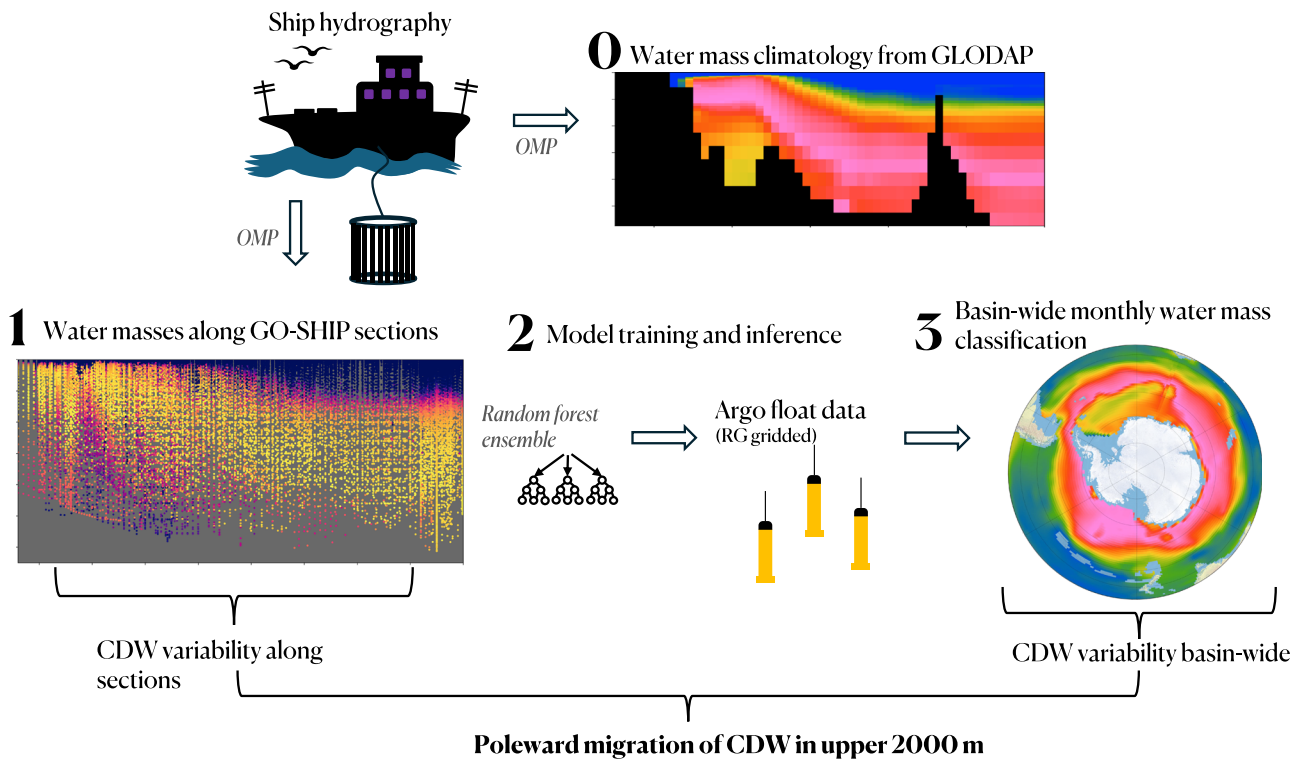 Ship hydrography
0 Water mass climatology from GLODAP
OMP
OMP
1 Water masses along GO-SHIP sections
2 Model training and inference
3 Basin-wide monthly water mass
classification
Random forest
ensemble
Argo float data
(RG gridded)
CDW variability along
sections
CDW variability basin-wide
Poleward migration of CDW in upper 2000 m